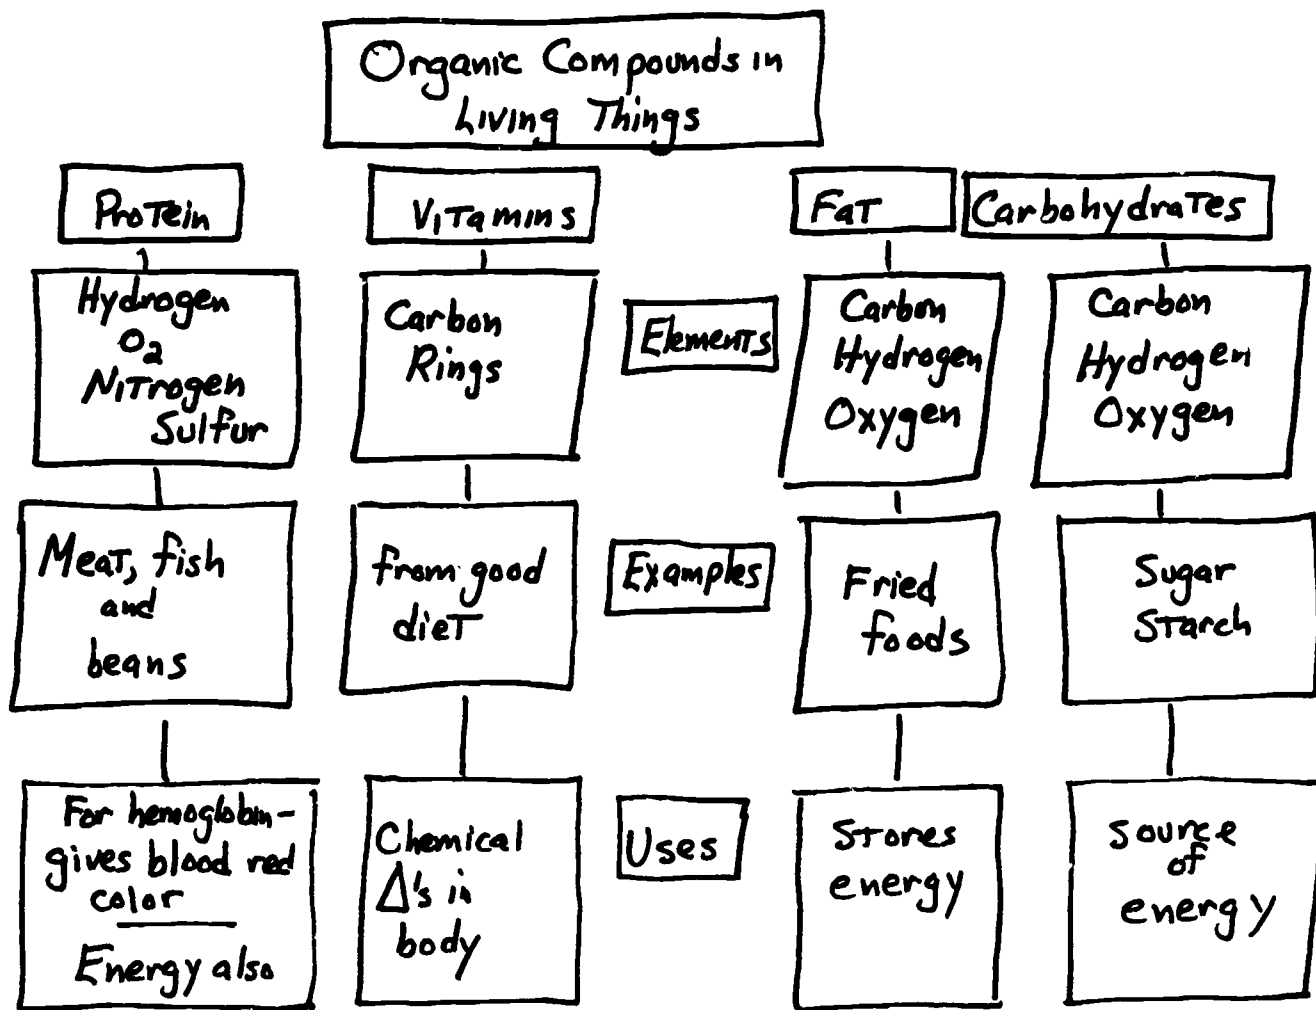 Organic Compounds in
Living Things
Protein
Vitamins
Fat
Carbohydrates
Hydrogen
O₂
Nitrogen
Sulfur
Carbon
Rings
Elements
Carbon
Hydrogen
Oxygen
Carbon
Hydrogen
Oxygen
Meat, fish
and
beans
from good
diet
Examples
Fried
foods
Sugar
Starch
For hemoglobin-
gives blood red
color
Energy also
Chemical
Δ's in
body
Uses
Stores
energy
source
of
energy